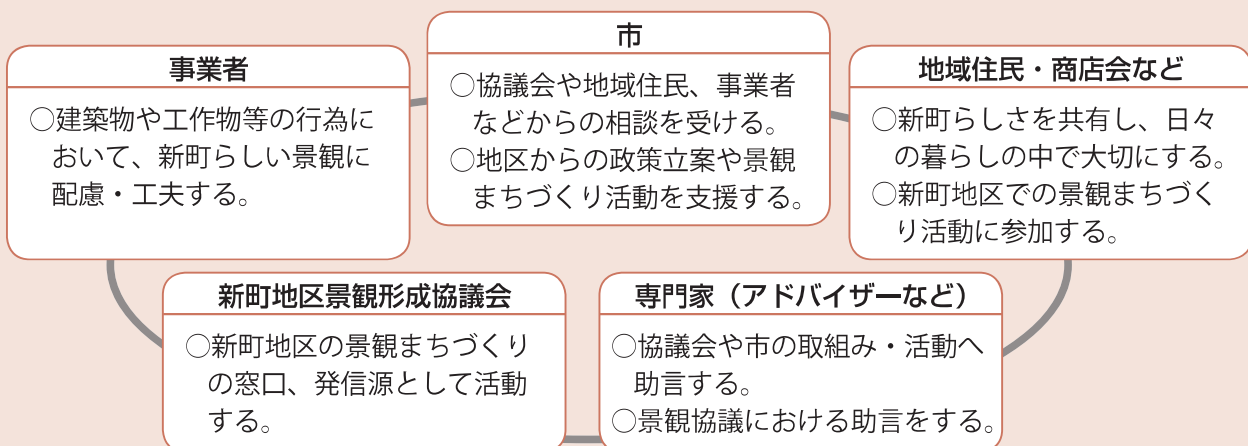 市
○協議会や地域住民、事業者
などからの相談を受ける。
○地区からの政策立案や景観
まちづくり活動を支援する。
事業者
○建築物や工作物等の行為に
おいて、新町らしい景観に
配慮・工夫する。
地域住民・商店会など
○新町らしさを共有し、日々
の暮らしの中で大切にする。
○新町地区での景観まちづく
り活動に参加する。
新町地区景観形成協議会
○新町地区の景観まちづくり
の窓口、発信源として活動
する。
専門家（アドバイザーなど）
○協議会や市の取組み・活動へ
助言する。
○景観協議における助言をする。